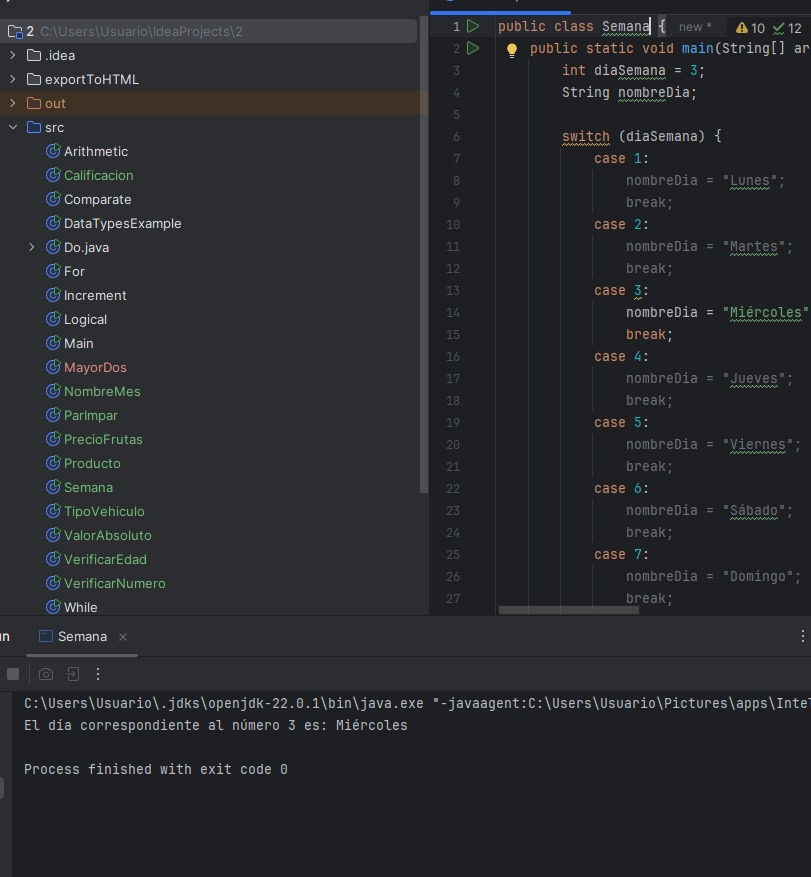 2 C:\Users\Usuario\IdeaProjects\2
.idea
exportToHTML
out
src
Arithmetic
Calificacion
Comparate
DataTypesExample
Do.java
For
Increment
Logical
Main
MayorDos
NombreMes
ParImpar
PrecioFrutas
Producto
Semana
TipoVehiculo
ValorAbsoluto
VerificarEdad
VerificarNumero
While
1 public class Semana { new * 10 12
2 public static void main(String[] ar
3 int diaSemana = 3;
4 String nombreDia;
5
6 switch (diaSemana) {
7 case 1:
8 nombreDia = "Lunes";
9 break;
10 case 2:
11 nombreDia = "Martes";
12 break;
13 case 3:
14 nombreDia = "Miércoles"
15 break;
16 case 4:
17 nombreDia = "Jueves";
18 break;
19 case 5:
20 nombreDia = "Viernes";
21 break;
22 case 6:
23 nombreDia = "Sábado";
24 break;
25 case 7:
26 nombreDia = "Domingo";
27 break;
un Semana
C:\Users\Usuario\.jdks\openjdk-22.0.1\bin\java.exe "-javaagent:C:\Users\Usuario\Pictures\apps\Intel
El día correspondiente al número 3 es: Miércoles
Process finished with exit code 0